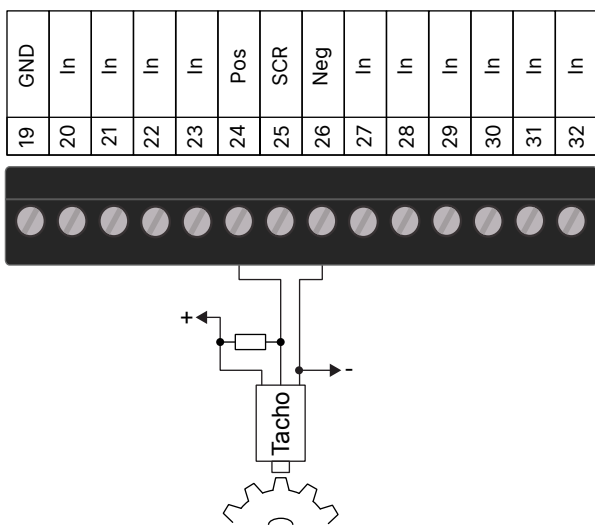 GND In In In In Pos SCR Neg In In In In In In
19 20 21 22 23 24 25 26 27 28 29 30 31 32
+
-
Tacho